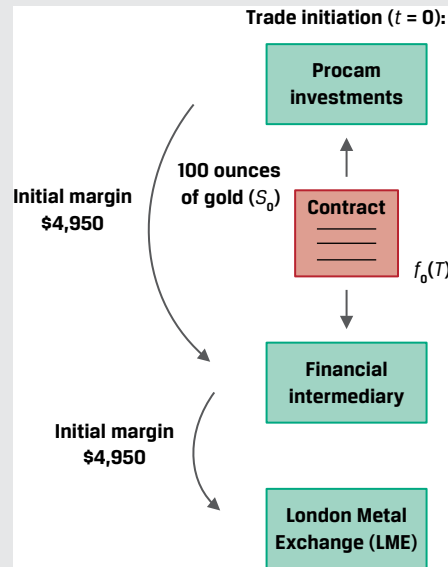 Trade initiation (t = 0):
Procam
investments
100 ounces
of gold (S₀)
Initial margin
$4,950
Contract
f₀(T)
Financial
intermediary
Initial margin
$4,950
London Metal
Exchange (LME)